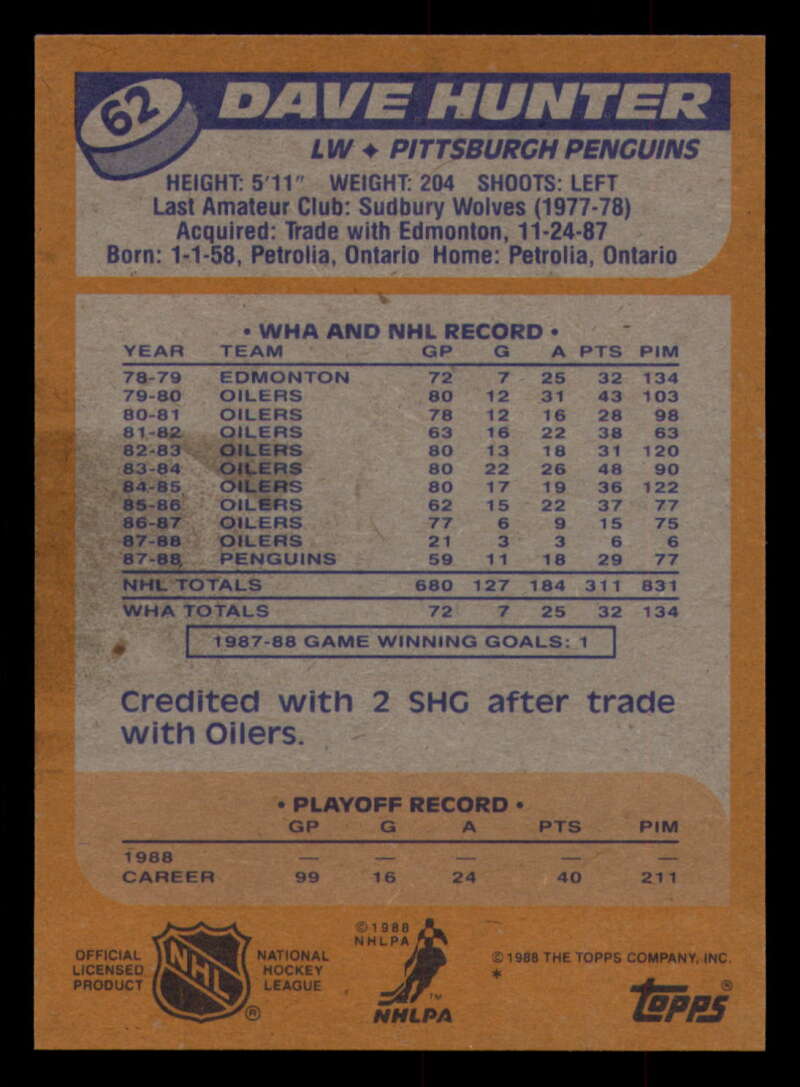 62
DAVE HUNTER
LW ✦ PITTSBURGH PENGUINS
HEIGHT: 5'11" WEIGHT: 204 SHOOTS: LEFT
Last Amateur Club: Sudbury Wolves (1977-78)
Acquired: Trade with Edmonton, 11-24-87
Born: 1-1-58, Petrolia, Ontario Home: Petrolia, Ontario
• WHA AND NHL RECORD •
YEAR TEAM GP G A PTS PIM
78-79 EDMONTON 72 7 25 32 134
79-80 OILERS 80 12 31 43 103
80-81 OILERS 78 12 16 28 98
81-82 OILERS 63 16 22 38 63
82-83 OILERS 80 13 18 31 120
83-84 OILERS 80 22 26 48 90
84-85 OILERS 80 17 19 36 122
85-86 OILERS 62 15 22 37 77
86-87 OILERS 77 6 9 15 75
87-88 OILERS 21 3 3 6 6
87-88 PENGUINS 59 11 18 29 77
NHL TOTALS 680 127 184 311 831
WHA TOTALS 72 7 25 32 134
1987-88 GAME WINNING GOALS: 1
Credited with 2 SHG after trade
with Oilers.
• PLAYOFF RECORD •
GP G A PTS PIM
1988 — — — — —
CAREER 99 16 24 40 211
OFFICIAL
LICENSED
PRODUCT
NHL
®
NATIONAL
HOCKEY
LEAGUE
©1988
NHLPA
™
NHLPA
©1988 THE TOPPS COMPANY, INC.
*
topps®